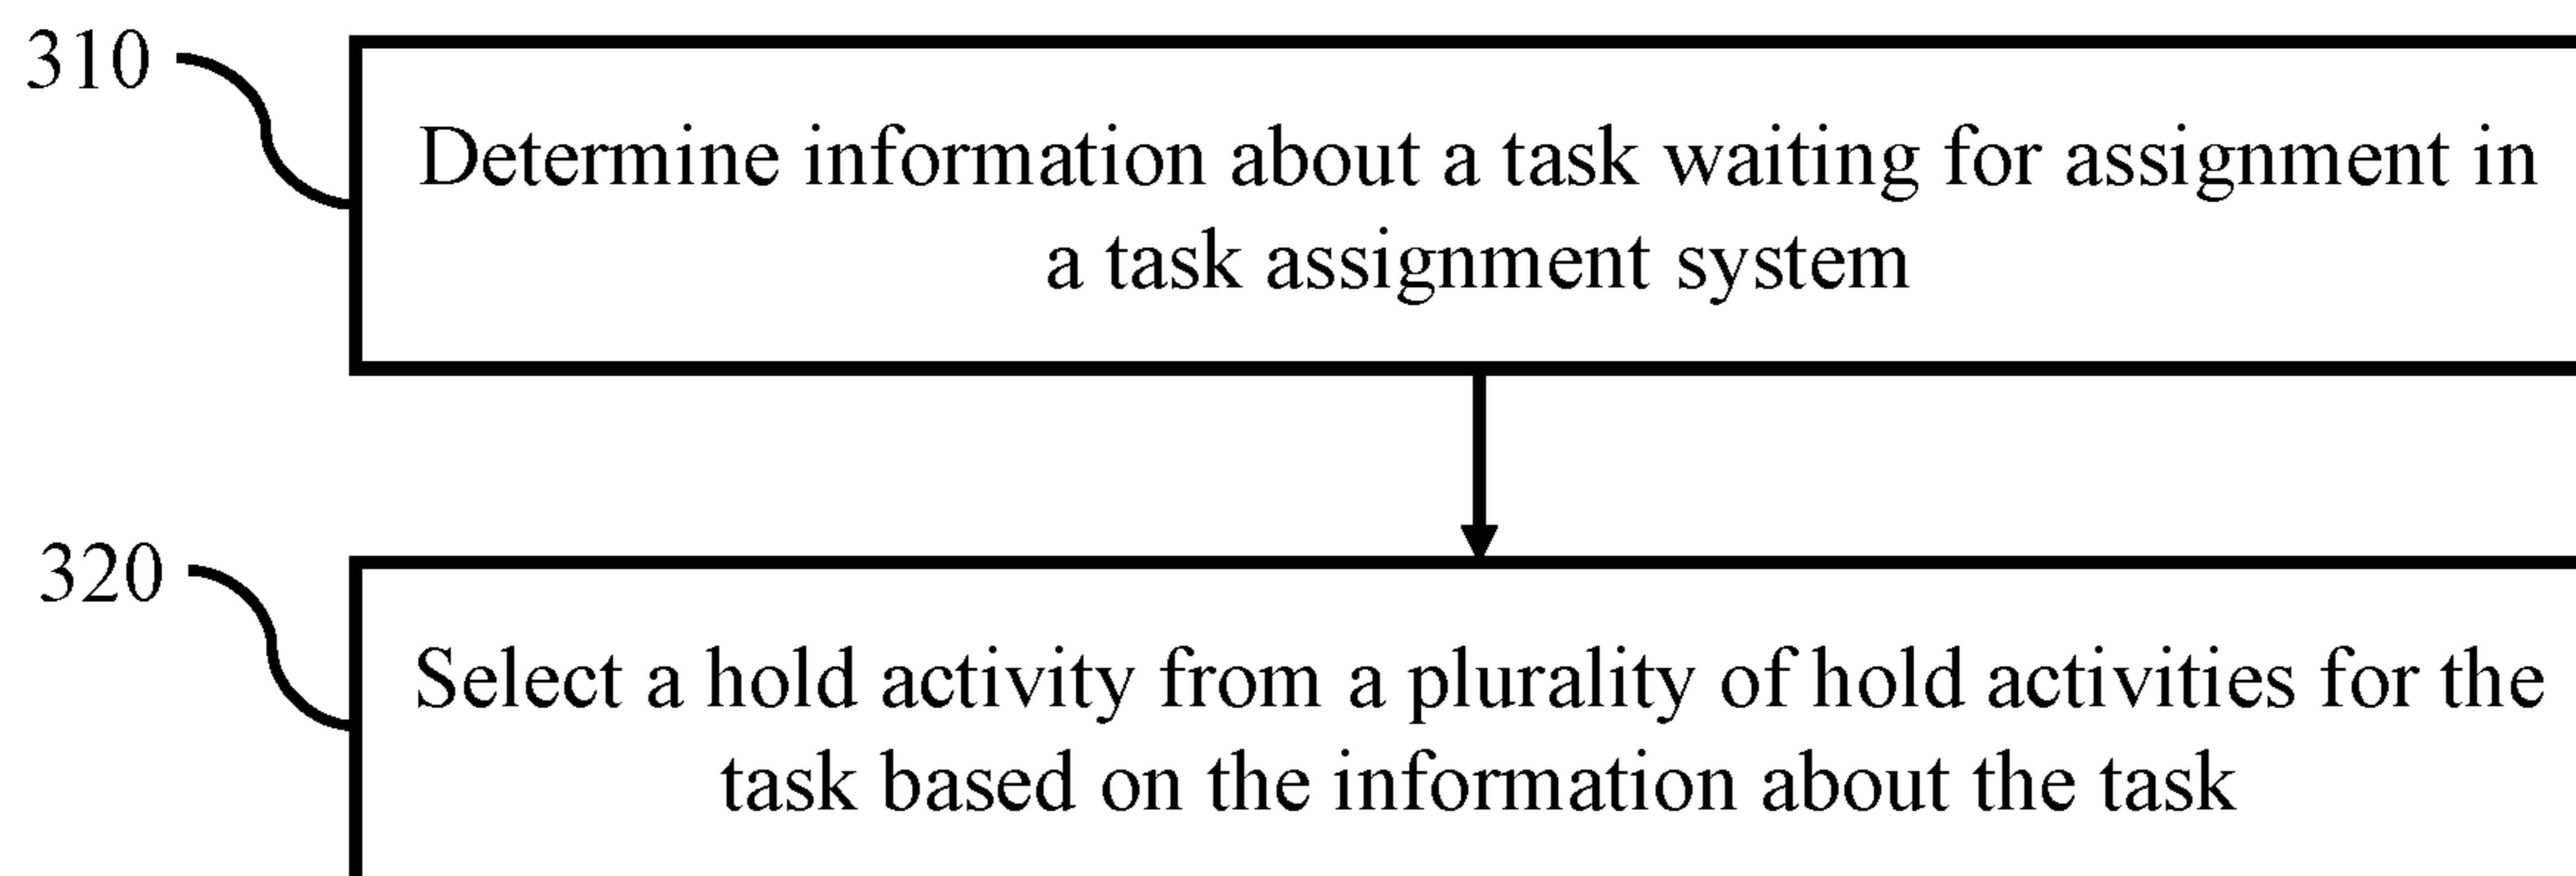 310
Determine information about a task waiting for assignment in
a task assignment system
320
Select a hold activity from a plurality of hold activities for the
task based on the information about the task